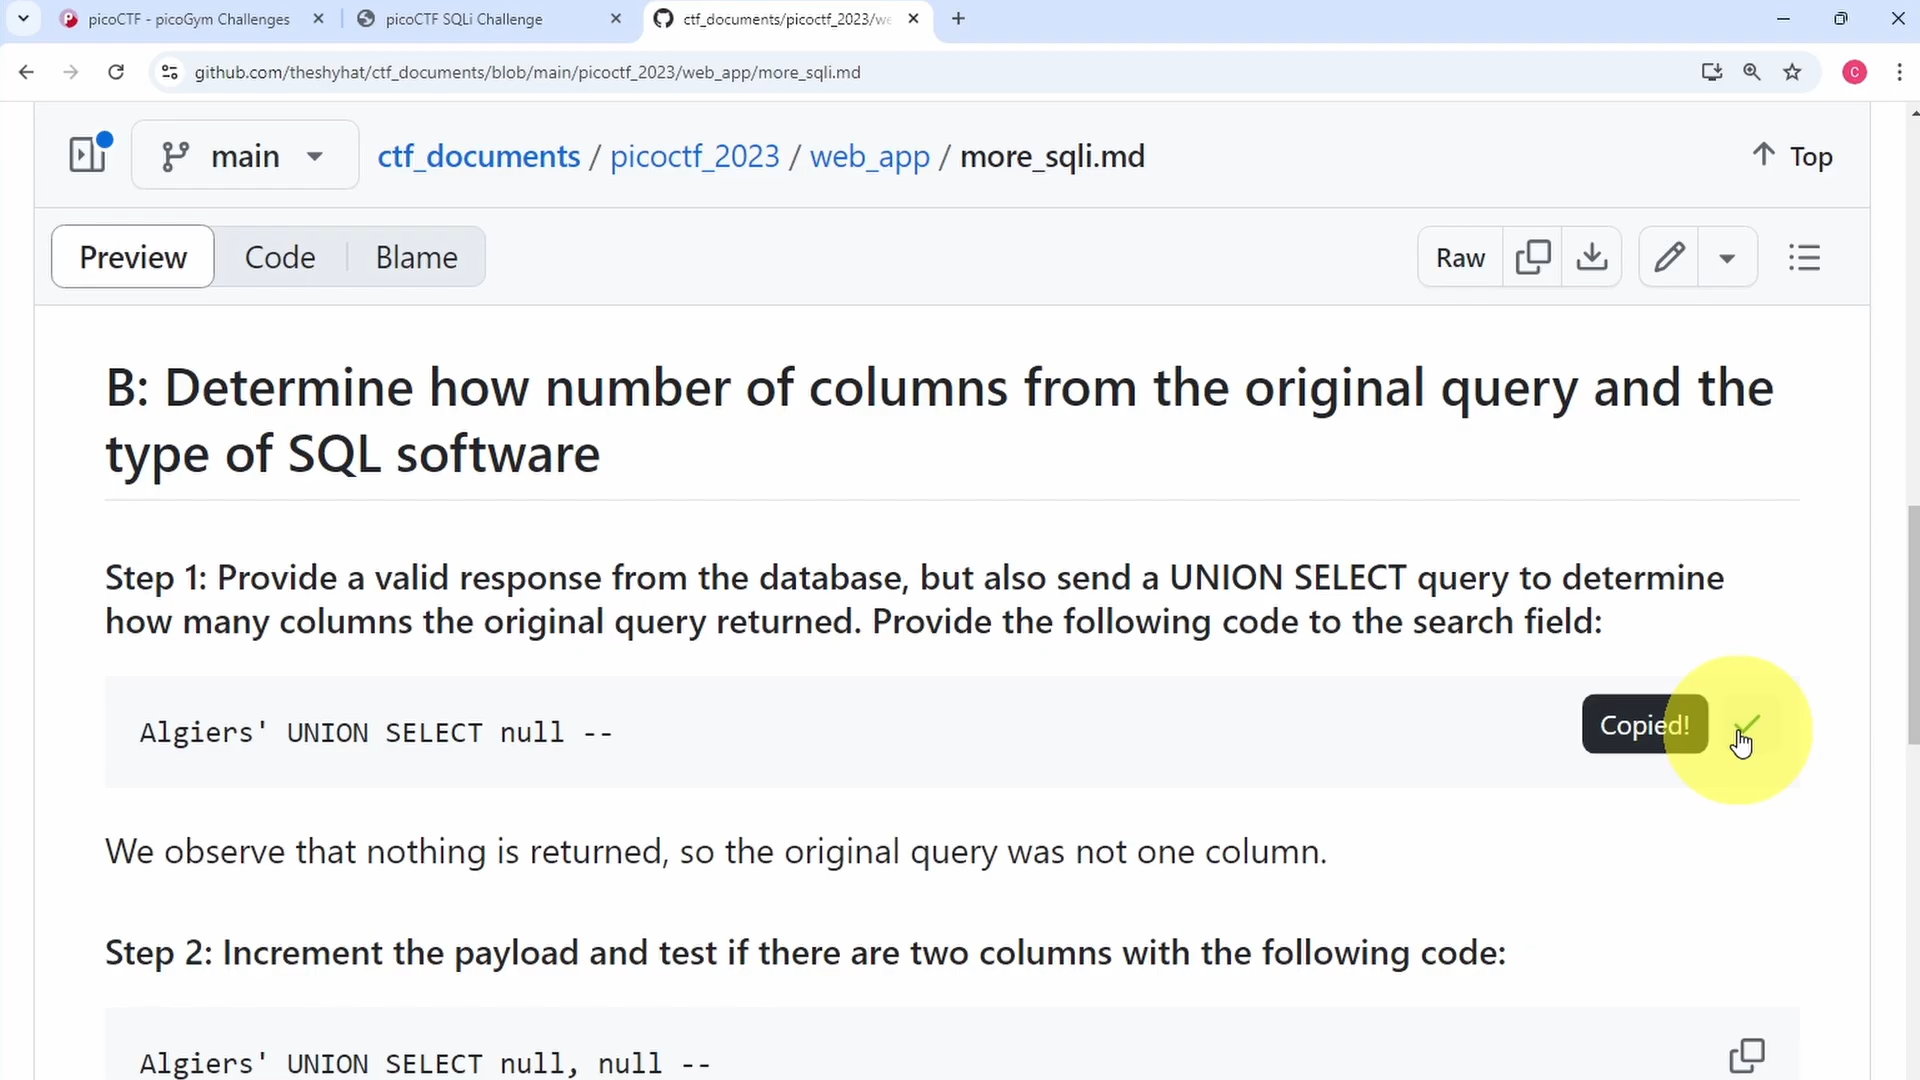 picoCTF - picoGym Challenges
picoCTF SQLi Challenge
ctf_documents/picoctf_2023/we
github.com/theshyhat/ctf_documents/blob/main/picoctf_2023/web_app/more_sqli.md
C
main
ctf_documents / picoctf_2023 / web_app / more_sqli.md
Top
Preview
Code
Blame
Raw
B: Determine how number of columns from the original query and the
type of SQL software
Step 1: Provide a valid response from the database, but also send a UNION SELECT query to determine
how many columns the original query returned. Provide the following code to the search field:
Algiers' UNION SELECT null --
Copied!
We observe that nothing is returned, so the original query was not one column.
Step 2: Increment the payload and test if there are two columns with the following code:
Algiers' UNION SELECT null, null --